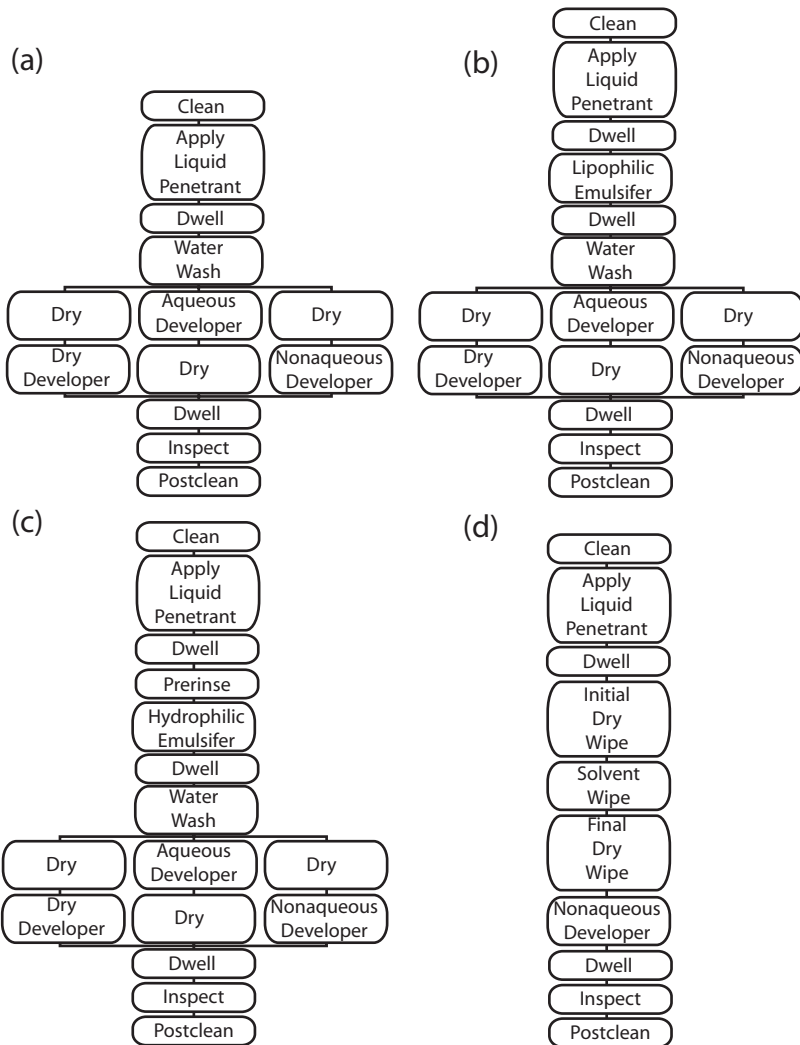 (a)
Clean
Apply
Liquid
Penetrant
Dwell
Water
Wash
Dry
Aqueous
Developer
Dry
Dry
Developer
Dry
Nonaqueous
Developer
Dwell
Inspect
Postclean
(b)
Clean
Apply
Liquid
Penetrant
Dwell
Lipophilic
Emulsifer
Dwell
Water
Wash
Dry
Aqueous
Developer
Dry
Dry
Developer
Dry
Nonaqueous
Developer
Dwell
Inspect
Postclean
(c)
Clean
Apply
Liquid
Penetrant
Dwell
Prerinse
Hydrophilic
Emulsifer
Dwell
Water
Wash
Dry
Aqueous
Developer
Dry
Dry
Developer
Dry
Nonaqueous
Developer
Dwell
Inspect
Postclean
(d)
Clean
Apply
Liquid
Penetrant
Dwell
Initial
Dry
Wipe
Solvent
Wipe
Final
Dry
Wipe
Nonaqueous
Developer
Dwell
Inspect
Postclean